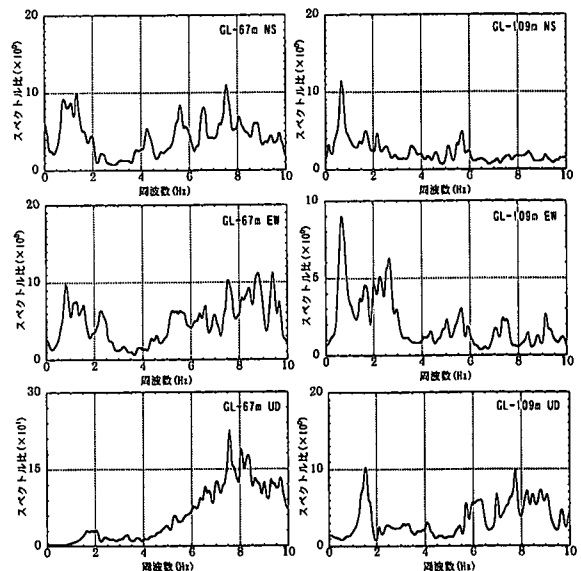 GL-67m NS
スペクトル比(×10⁰)
20
10
0
0 2 4 6 8 10
周波数(Hz)
GL-109m NS
スペクトル比(×10⁰)
20
10
0
0 2 4 6 8 10
周波数(Hz)
GL-67m EW
スペクトル比(×10⁰)
20
10
0
0 2 4 6 8 10
周波数(Hz)
GL-109m EW
スペクトル比(×10⁰)
10
5
0
0 2 4 6 8 10
周波数(Hz)
GL-67m UD
スペクトル比(×10¹)
30
15
0
0 2 4 6 8 10
周波数(Hz)
GL-109m UD
スペクトル比(×10⁰)
20
10
0
0 2 4 6 8 10
周波数(Hz)